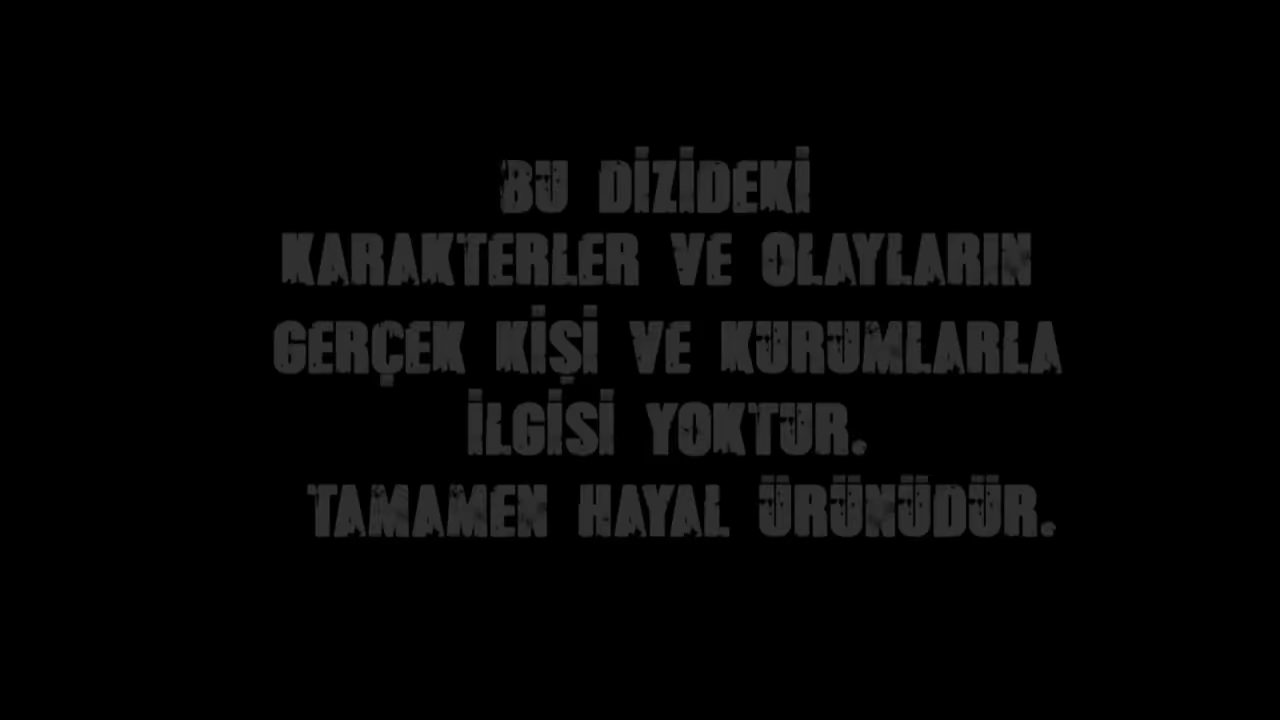 BU DİZİDEKİ
KARAKTERLER VE OLAYLARIN
GERÇEK KİŞİ VE KURUMLARLA
İLGİSİ YOKTUR.
TAMAMEN HAYAL ÜRÜNÜDÜR.